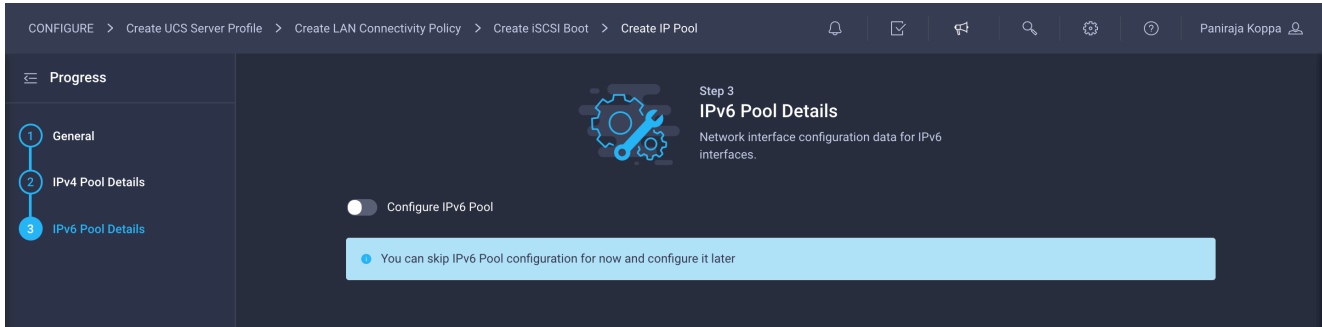 CONFIGURE > Create UCS Server Profile > Create LAN Connectivity Policy > Create iSCSI Boot > Create IP Pool Paniraja Koppa
Progress
1 General
2 IPv4 Pool Details
3 IPv6 Pool Details
Step 3
IPv6 Pool Details
Network interface configuration data for IPv6
interfaces.
Configure IPv6 Pool
You can skip IPv6 Pool configuration for now and configure it later